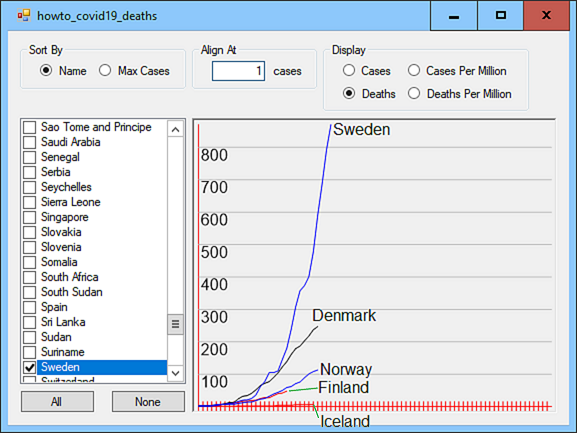 howto_covid19_deaths
Sort By
Name
Max Cases
Align At
1 cases
Display
Cases
Cases Per Million
Deaths
Deaths Per Million
Sao Tome and Principe
Saudi Arabia
Senegal
Serbia
Seychelles
Sierra Leone
Singapore
Slovakia
Slovenia
Somalia
South Africa
South Sudan
Spain
Sri Lanka
Sudan
Suriname
Sweden
Switzerland
All
None
Sweden
800
700
600
500
400
300
Denmark
200
Norway
100
Finland
Iceland